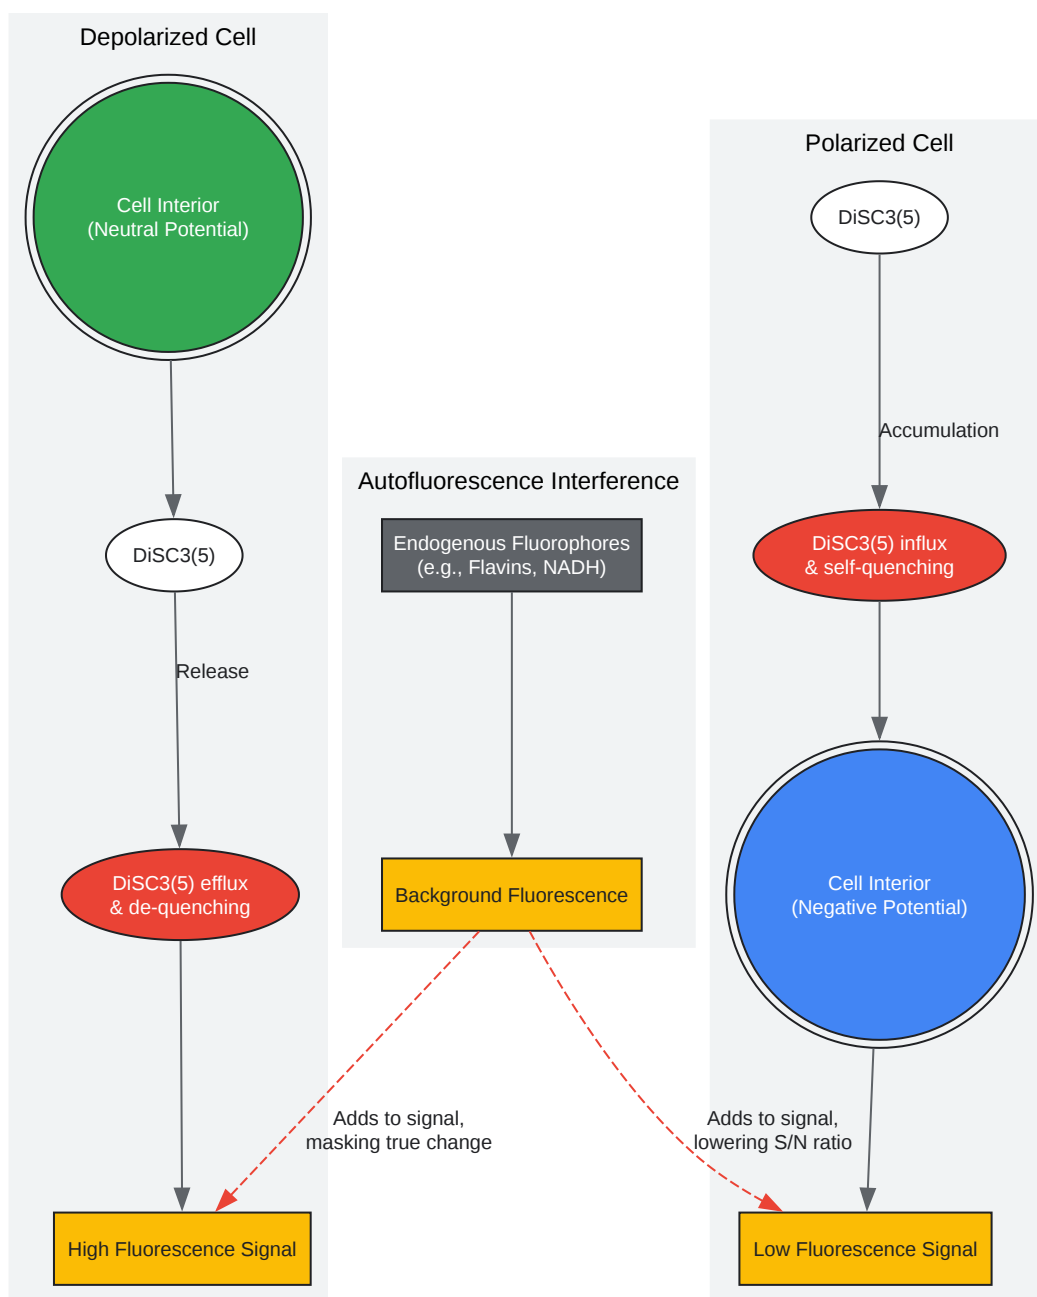 Depolarized Cell
Cell Interior
(Neutral Potential)
DiSC3(5)
Release
DiSC3(5) efflux
& de-quenching
High Fluorescence Signal
Autofluorescence Interference
Endogenous Fluorophores
(e.g., Flavins, NADH)
Background Fluorescence
Adds to signal,
masking true change
Adds to signal,
lowering S/N ratio
Polarized Cell
DiSC3(5)
Accumulation
DiSC3(5) influx
& self-quenching
Cell Interior
(Negative Potential)
Low Fluorescence Signal